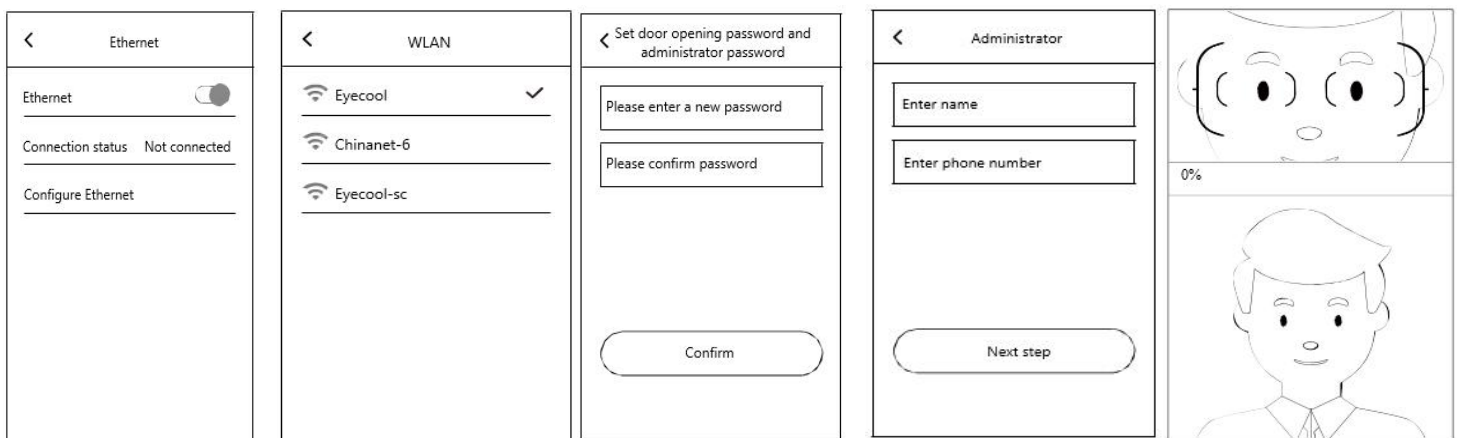 Ethernet
Ethernet
Connection status Not connected
Configure Ethernet
WLAN
Eyecool
Chinanet-6
Eyecool-sc
Set door opening password and
administrator password
Please enter a new password
Please confirm password
Confirm
Administrator
Enter name
Enter phone number
Next step
0%